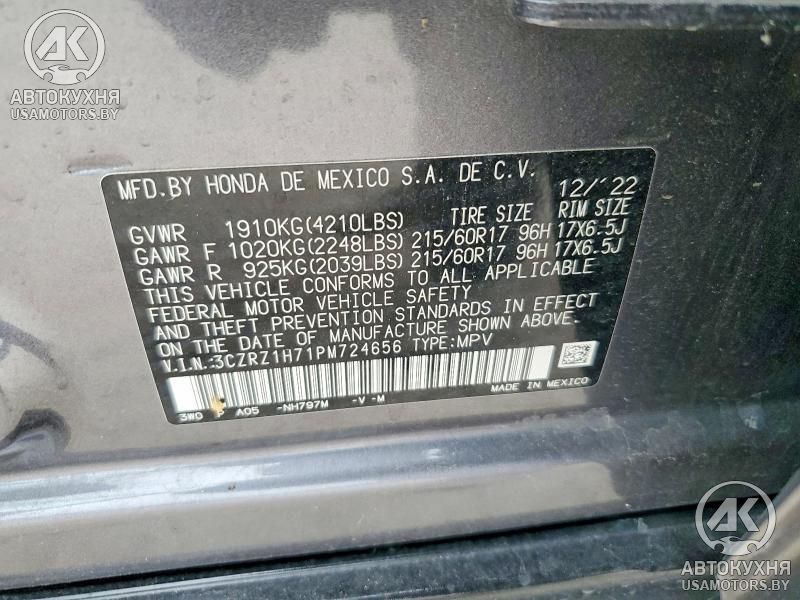 AK
АВТОКУХНЯ
USAMOTORS.BY
MFD.BY HONDA DE MEXICO S.A. DE C.V. 12/'22
GVWR 1910KG(4210LBS) TIRE SIZE RIM SIZE
GAWR F 1020KG(2248LBS) 215/60R17 96H 17X6.5J
GAWR R 925KG(2039LBS) 215/60R17 96H 17X6.5J
THIS VEHICLE CONFORMS TO ALL APPLICABLE
FEDERAL MOTOR VEHICLE SAFETY
AND THEFT PREVENTION STANDARDS IN EFFECT
ON THE DATE OF MANUFACTURE SHOWN ABOVE.
V.I.N.:3CZRZ1H71PM724656 TYPE:MPV
MADE IN MEXICO
3W0 A05 -NH797M -V -M
AK
АВТОКУХНЯ
USAMOTORS.BY